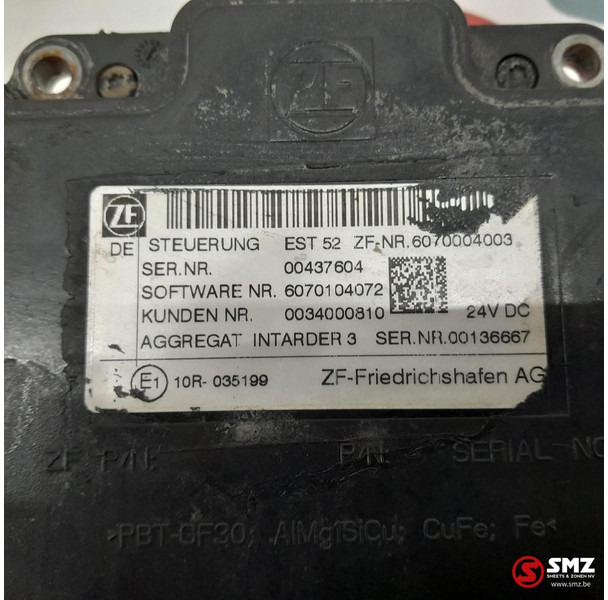 ZF
ZF
DE STEUERUNG EST 52 ZF-NR.6070004003
SER.NR. 00437604
SOFTWARE NR. 6070104072
KUNDEN NR. 0034000810 24V DC
AGGREGAT INTARDER 3 SER.NR.00136667
E1 10R- 035199 ZF-Friedrichshafen AG
ZF P/N: P/N: SERIAL NO
>PBT-GF30; AlMg1SiCu; CuFe; Fe<
SMZ
SMEETS & ZONEN NV
www.smz.be